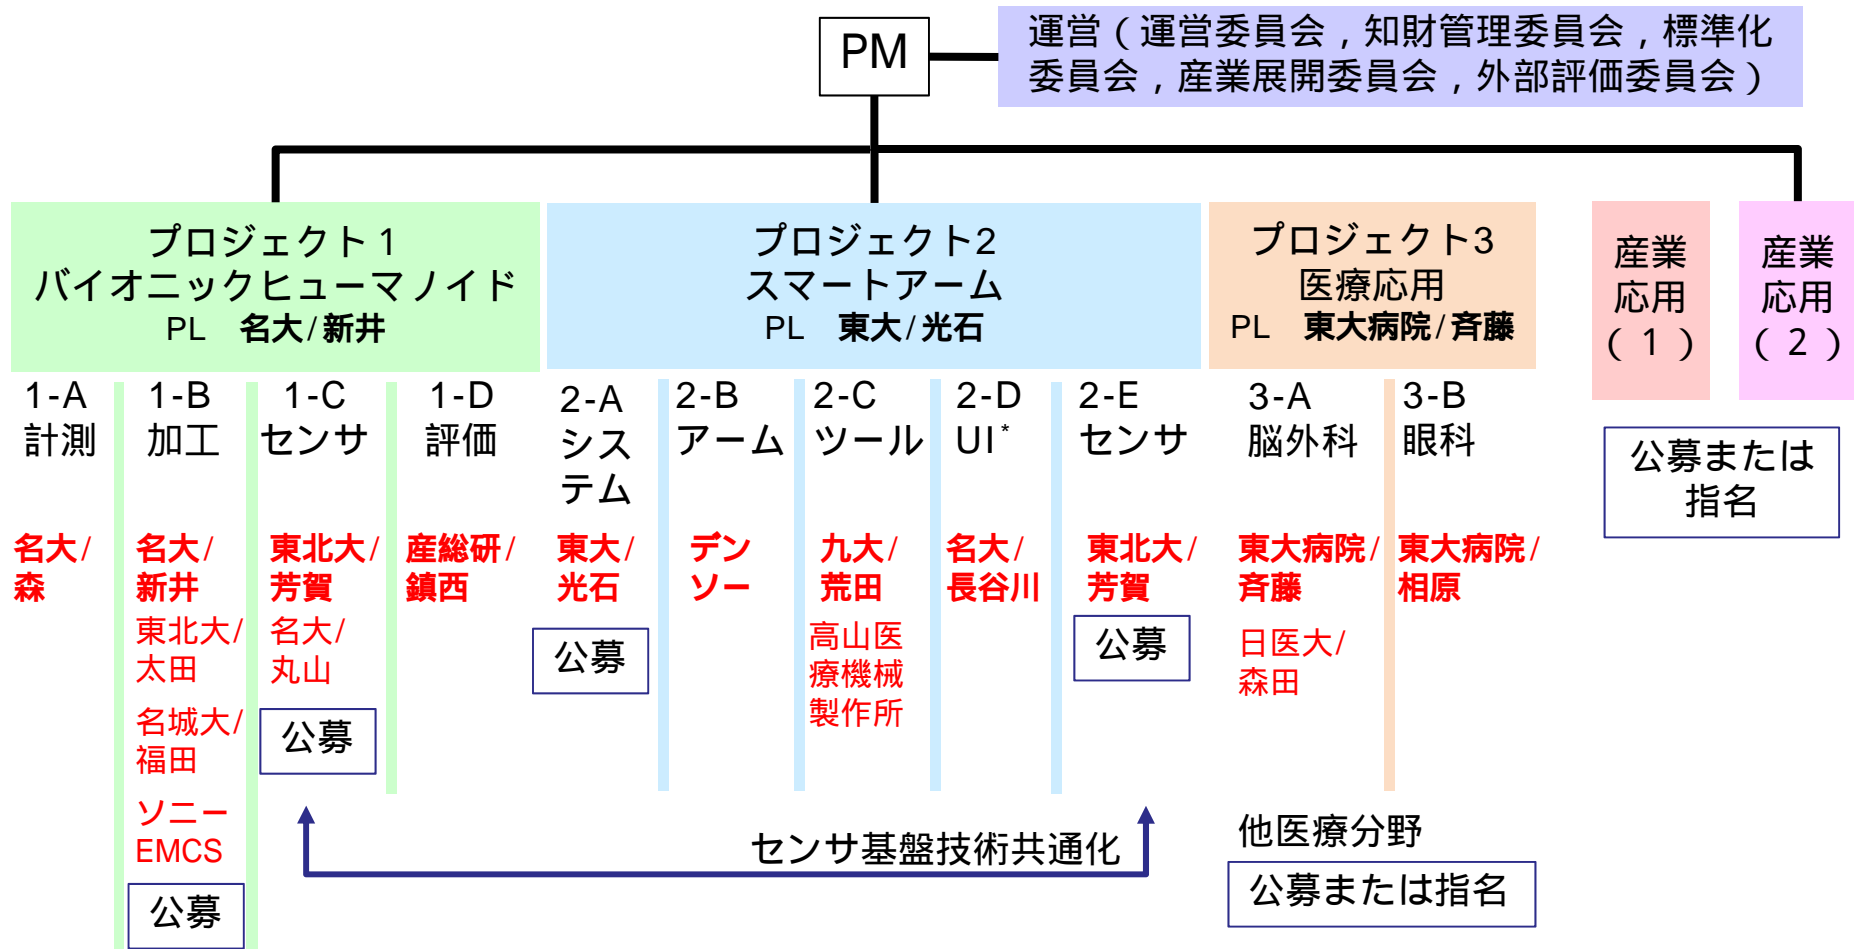 PM
運営（運営委員会，知財管理委員会，標準化
委員会，産業展開委員会，外部評価委員会）
プロジェクト１
バイオニックヒューマノイド
PL　名大/新井
プロジェクト2
スマートアーム
PL　東大/光石
プロジェクト3
医療応用
PL　東大病院/斉藤
産業
応用
（１）
産業
応用
（２）
1-A
計測
名大/
森
1-B
加工
名大/
新井
東北大/
太田
名城大/
福田
ソニー
EMCS
公募
1-C
センサ
東北大/
芳賀
名大/
丸山
公募
1-D
評価
産総研/
鎮西
2-A
シス
テム
東大/
光石
公募
2-B
アーム
デン
ソー
2-C
ツール
九大/
荒田
高山医
療機械
製作所
2-D
UI*
名大/
長谷川
2-E
センサ
東北大/
芳賀
公募
センサ基盤技術共通化
3-A
脳外科
東大病院/
斉藤
日医大/
森田
3-B
眼科
東大病院/
相原
他医療分野
公募または指名
公募または
指名